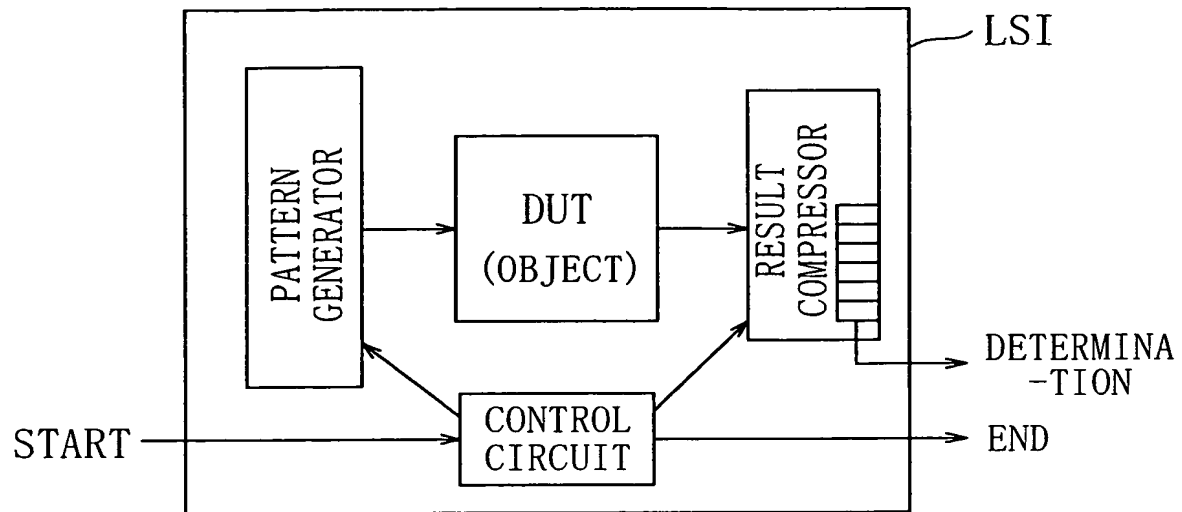 LSI
PATTERN
GENERATOR
DUT
(OBJECT)
RESULT
COMPRESSOR
DETERMINA
-TION
START
CONTROL
CIRCUIT
END